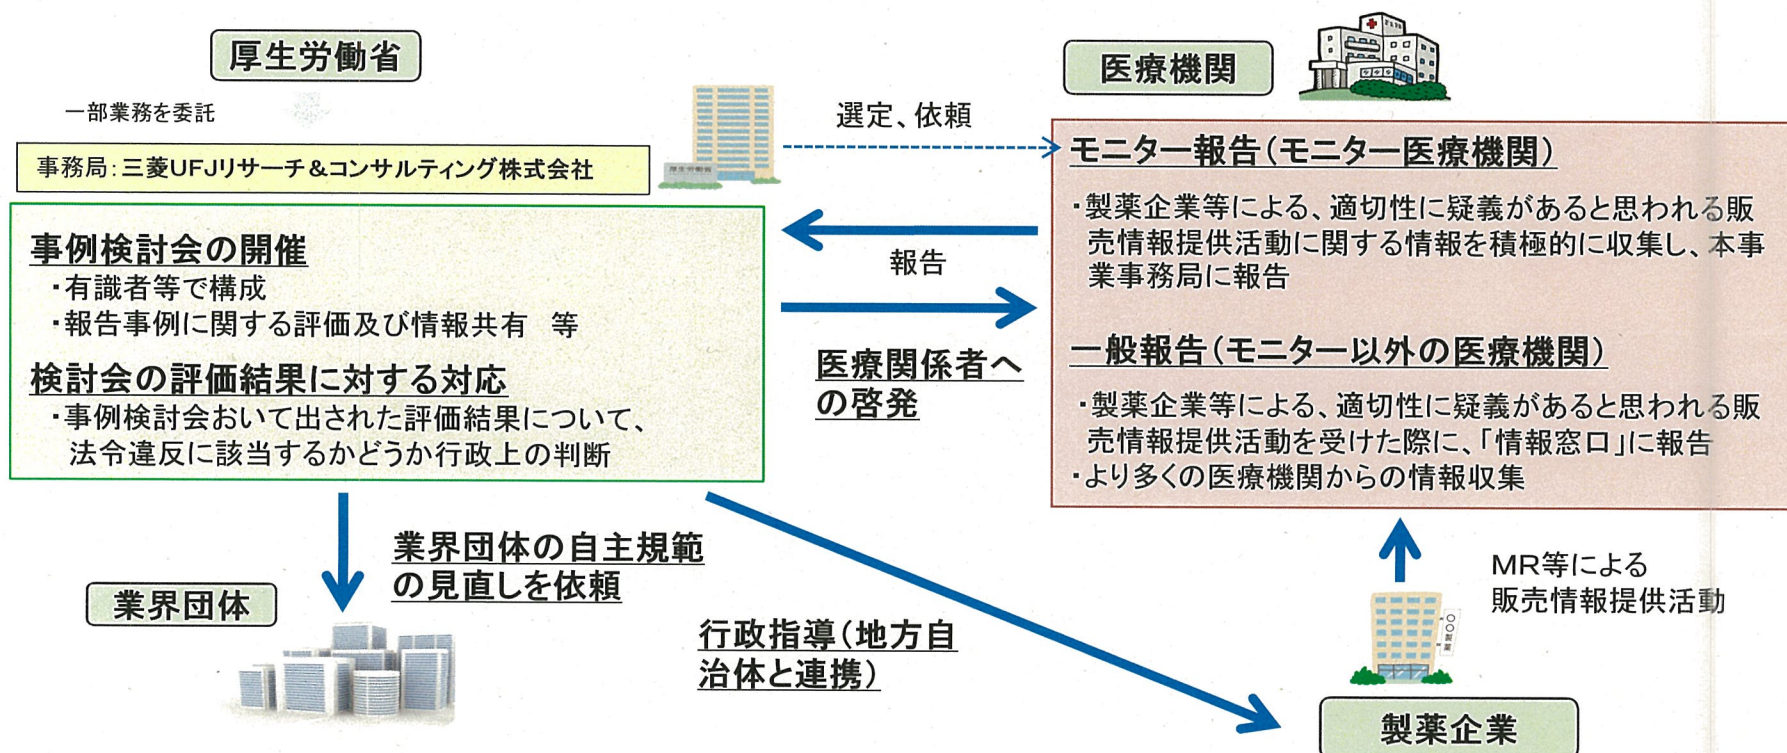 厚生労働省
一部業務を委託
事務局：三菱UFJリサーチ＆コンサルティング株式会社
厚生労働省
事例検討会の開催
・有識者等で構成
・報告事例に関する評価及び情報共有　等
検討会の評価結果に対する対応
・事例検討会おいて出された評価結果について、
法令違反に該当するかどうか行政上の判断
選定、依頼
報告
医療関係者へ
の啓発
医療機関
モニター報告（モニター医療機関）
・製薬企業等による、適切性に疑義があると思われる販
売情報提供活動に関する情報を積極的に収集し、本事
業事務局に報告
一般報告（モニター以外の医療機関）
・製薬企業等による、適切性に疑義があると思われる販
売情報提供活動を受けた際に、「情報窓口」に報告
・より多くの医療機関からの情報収集
業界団体の自主規範
の見直しを依頼
業界団体
行政指導（地方自
治体と連携）
MR等による
販売情報提供活動
〇〇製薬
製薬企業